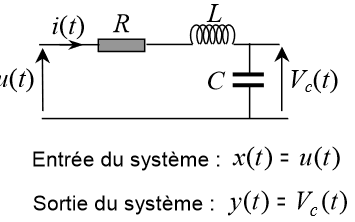 i(t) R L
u(t) C V_c(t)
Entrée du système : x(t) = u(t)
Sortie du système : y(t) = V_c(t)